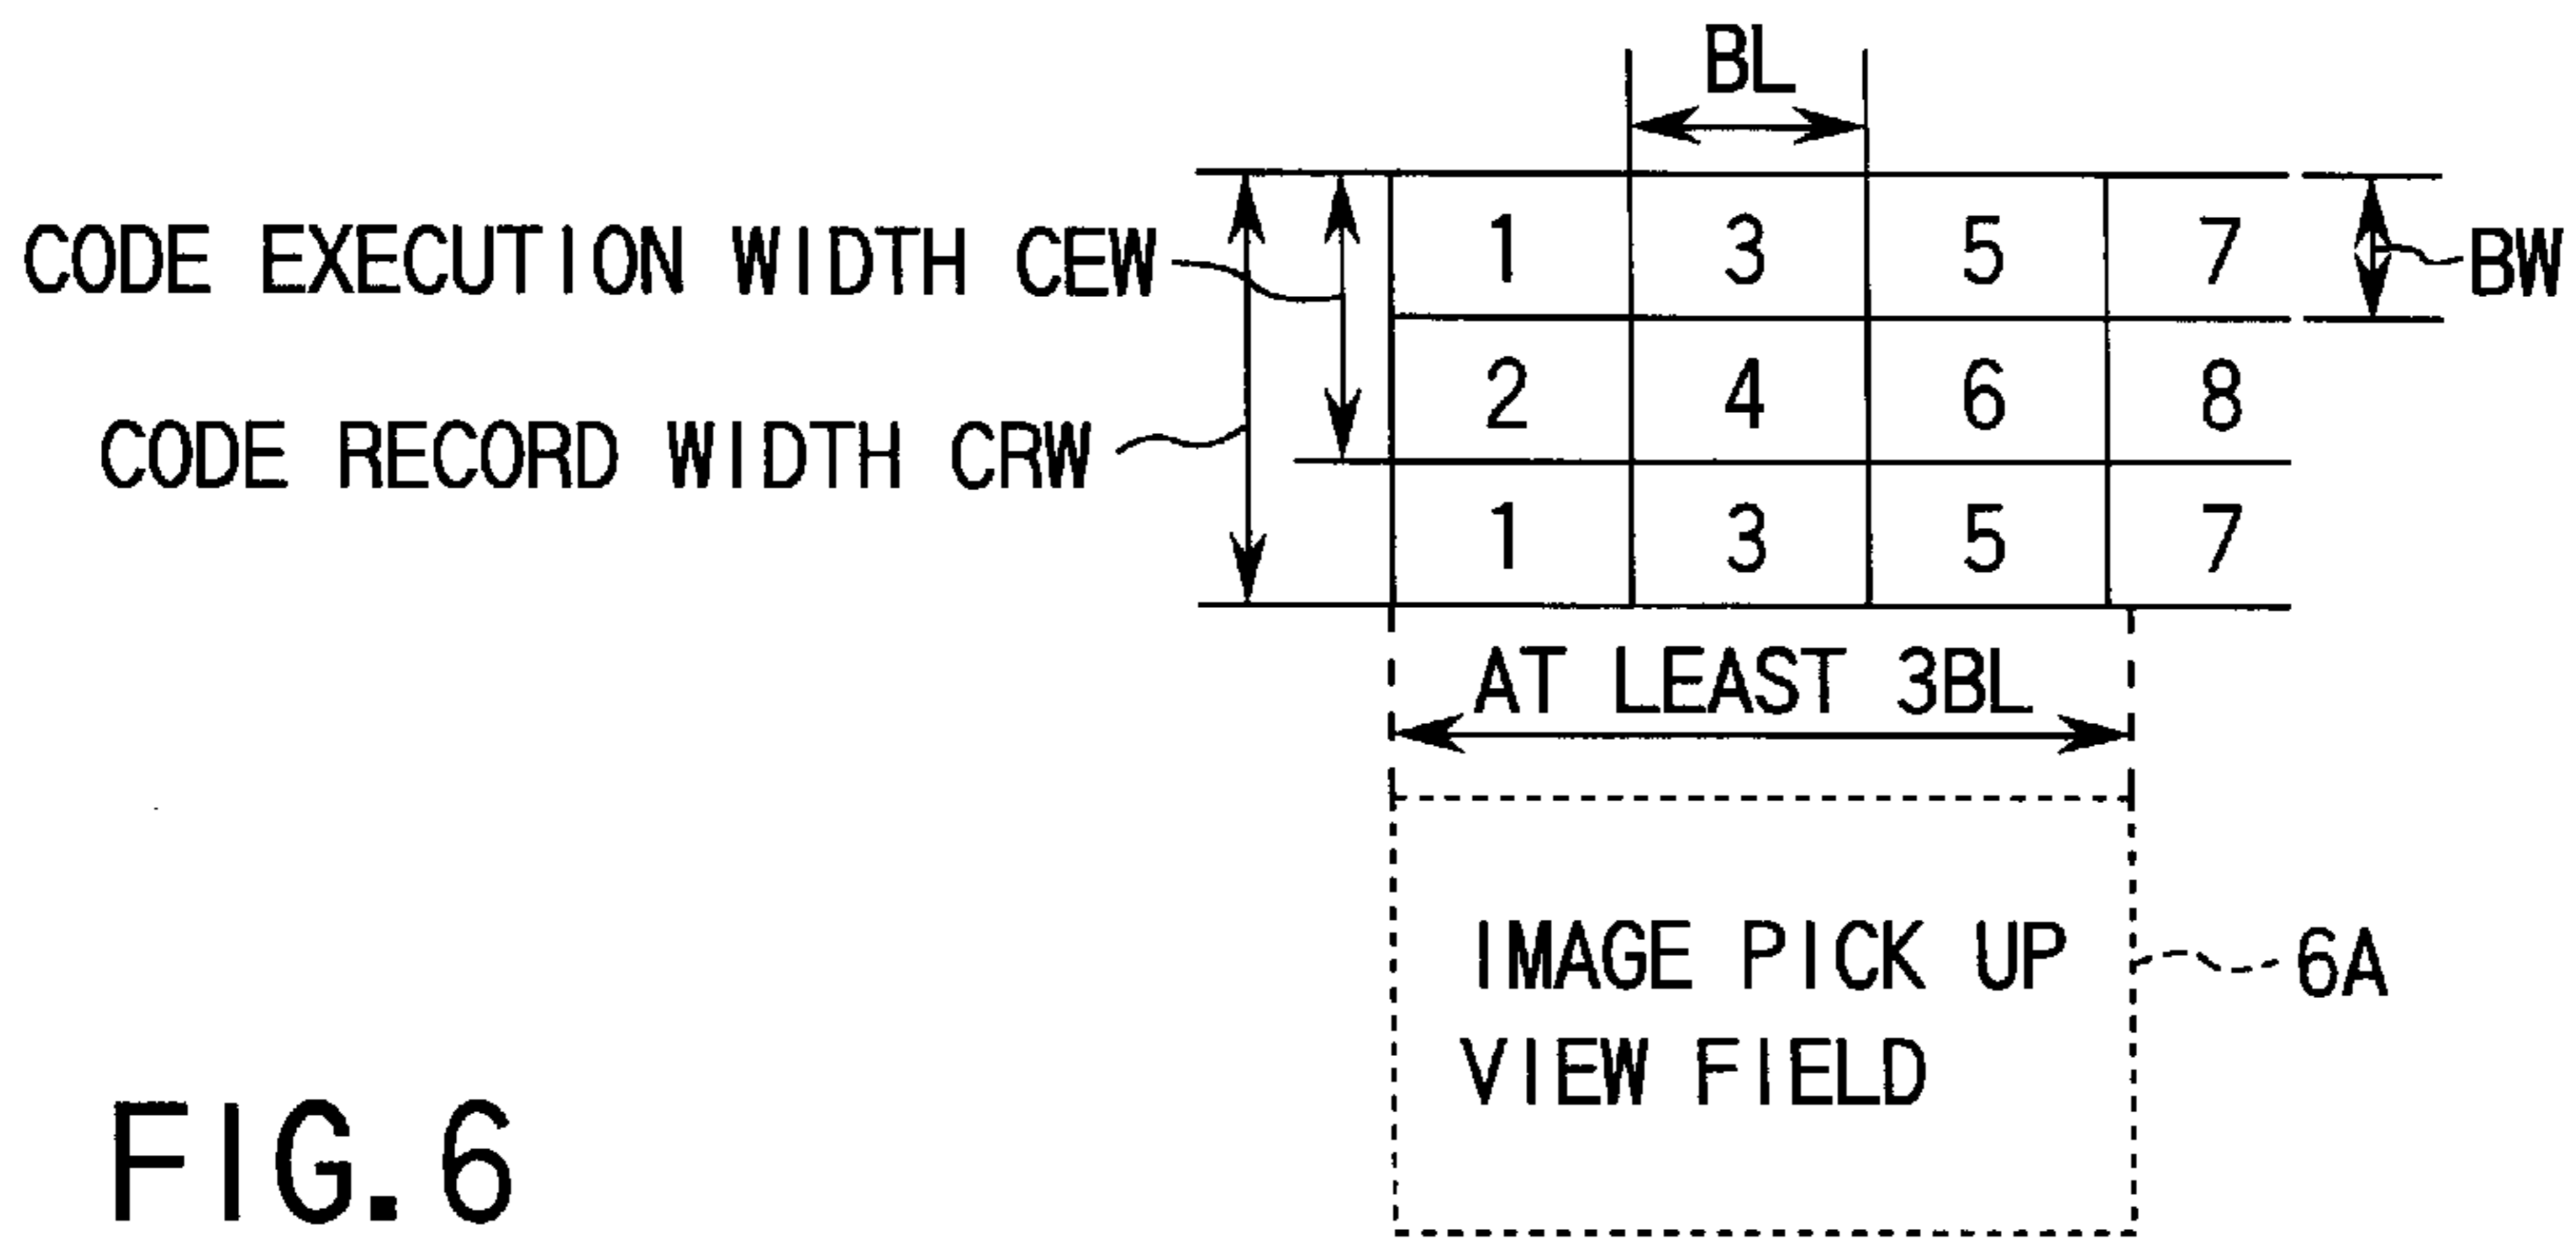 BL
CODE EXECUTION WIDTH CEW
1 3 5 7
BW
2 4 6 8
CODE RECORD WIDTH CRW
1 3 5 7
AT LEAST 3BL
IMAGE PICK UP
VIEW FIELD
6A
FIG. 6